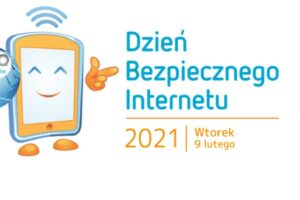 Dzień
Bezpiecznego
Internetu
2021 | Wtorek
9 lutego